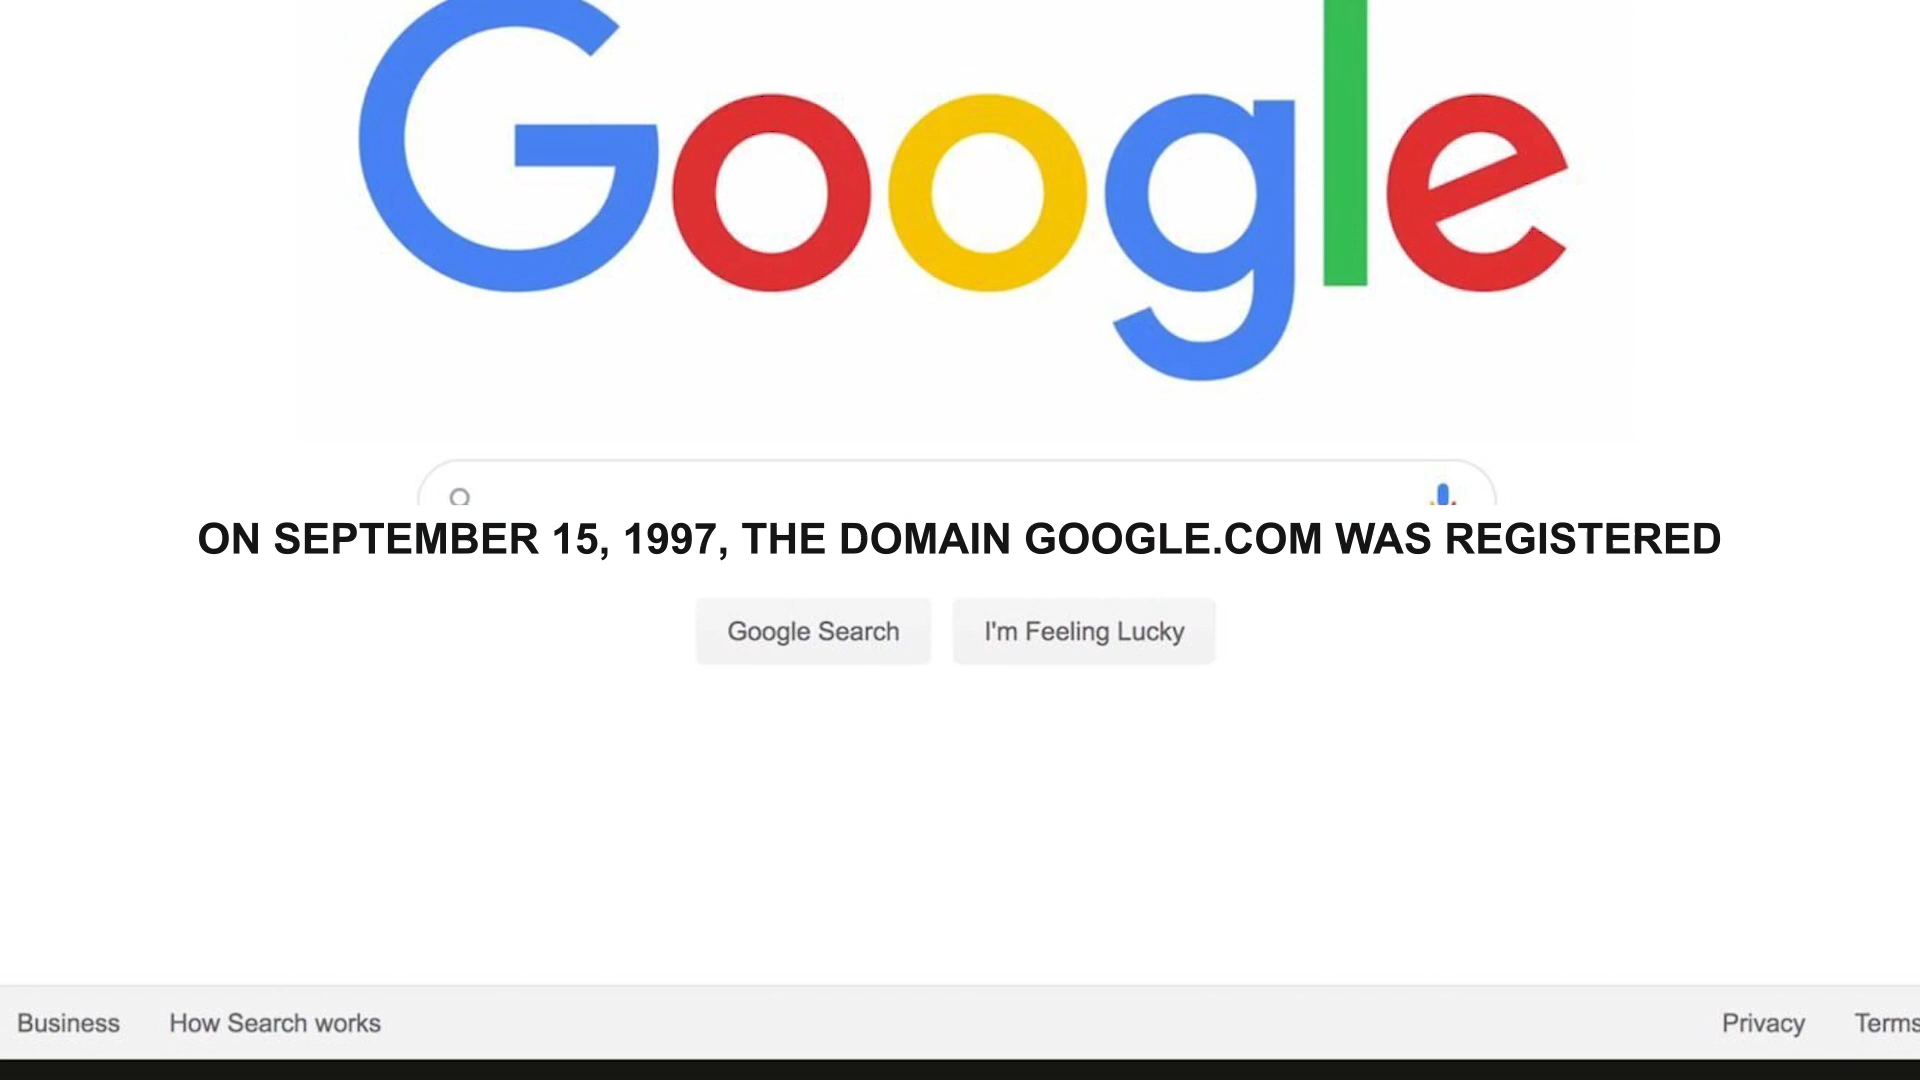 Google
ON SEPTEMBER 15, 1997, THE DOMAIN GOOGLE.COM WAS REGISTERED
Google Search I'm Feeling Lucky
Business How Search works Privacy Terms